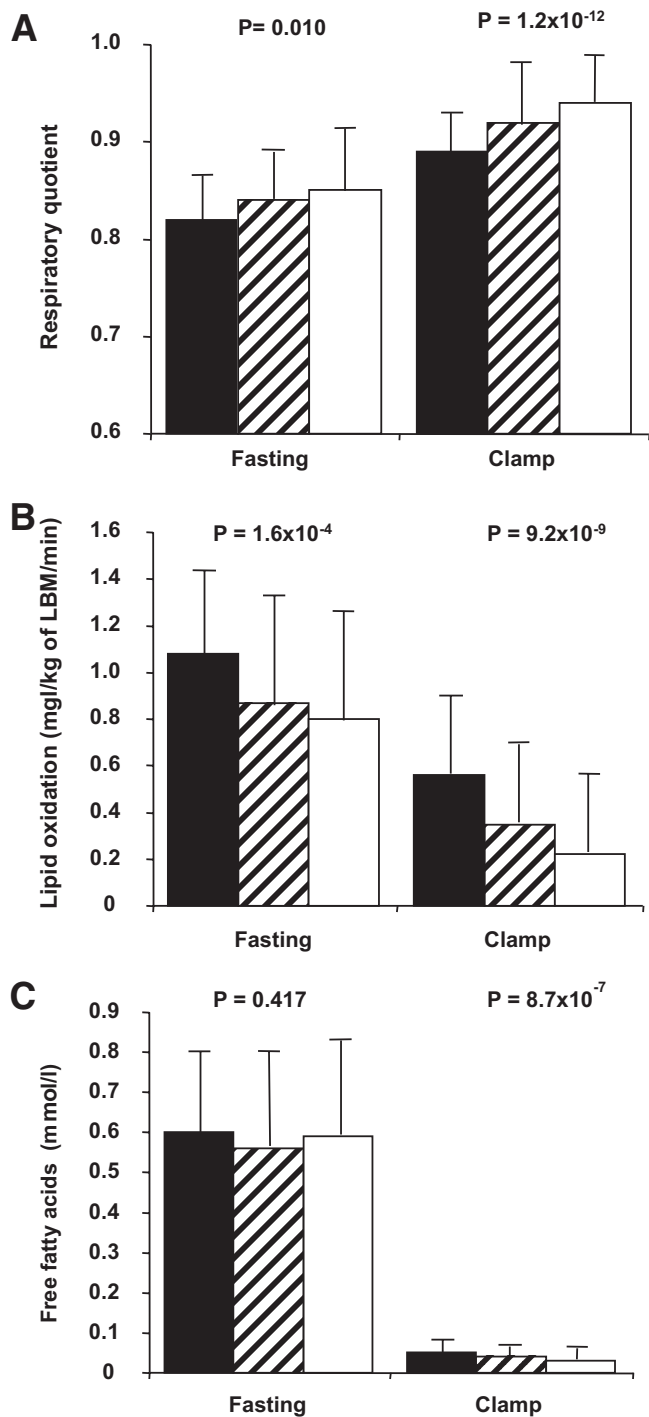 A
P= 0.010
P = 1.2x10-12
1.0
0.9
0.8
0.7
0.6
Respiratory quotient
Fasting
Clamp
B
P = 1.6x10-4
P = 9.2x10-9
1.6
1.4
1.2
1.0
0.8
0.6
0.4
0.2
0
Lipid oxidation (mgl/kg of LBM/min)
Fasting
Clamp
C
P = 0.417
P = 8.7x10-7
0.9
0.8
0.7
0.6
0.5
0.4
0.3
0.2
0.1
0
Free fatty acids (m mol/l)
Fasting
Clamp